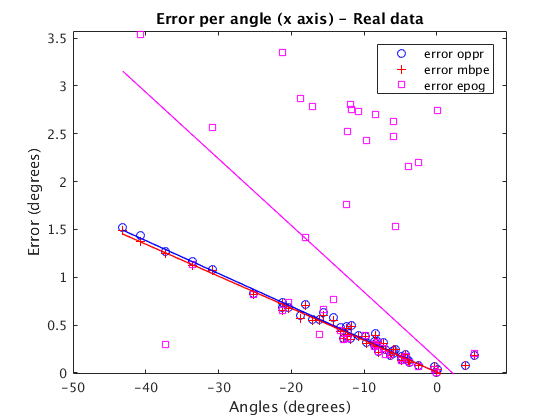 Error per angle (x axis) - Real data
error oppr
error mbpe
error epog
3.5
3
2.5
2
1.5
1
0.5
0
Error (degrees)
-50 -40 -30 -20 -10 0
Angles (degrees)